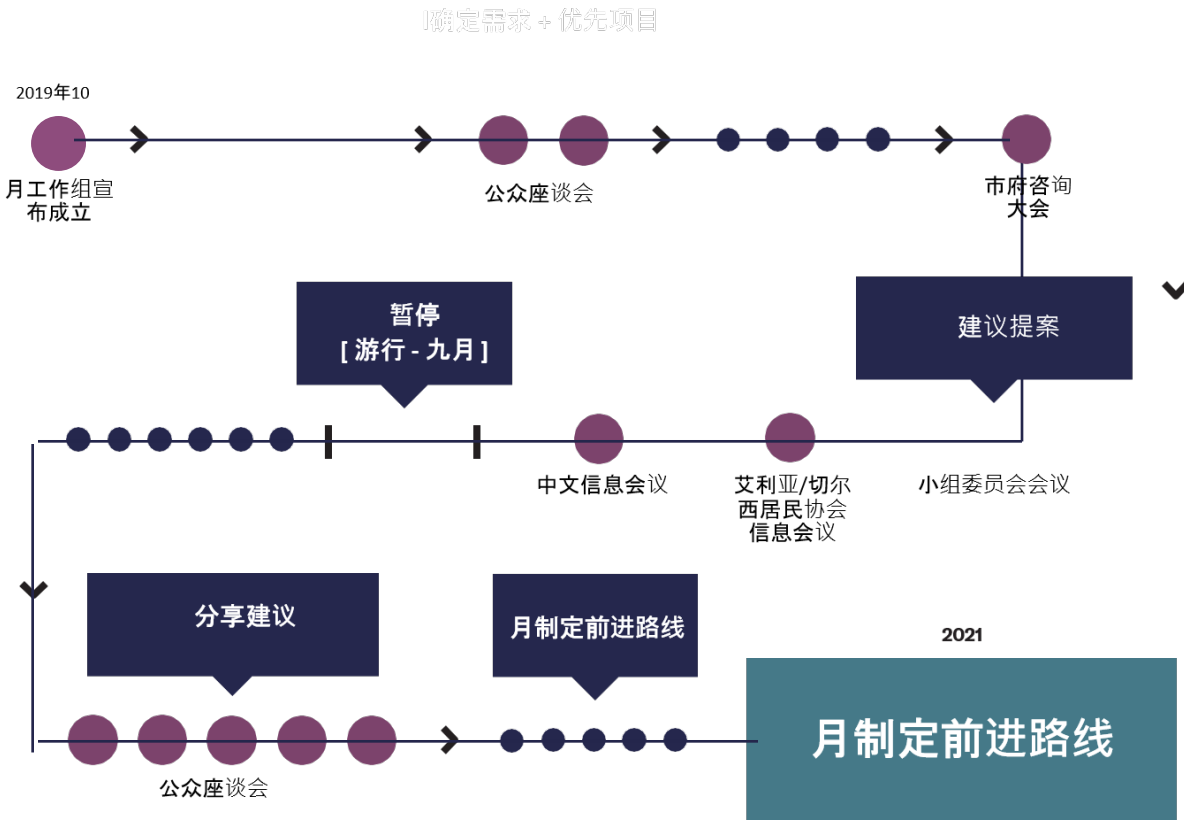 I确定需求 + 优先项目
2019年10
月工作组宣
布成立
公众座谈会
市府咨询
大会
建议提案
暂停
[ 游行 - 九月 ]
中文信息会议
艾利亚/切尔
西居民协会
信息会议
小组委员会会议
分享建议
月制定前进路线
公众座谈会
2021
月制定前进路线